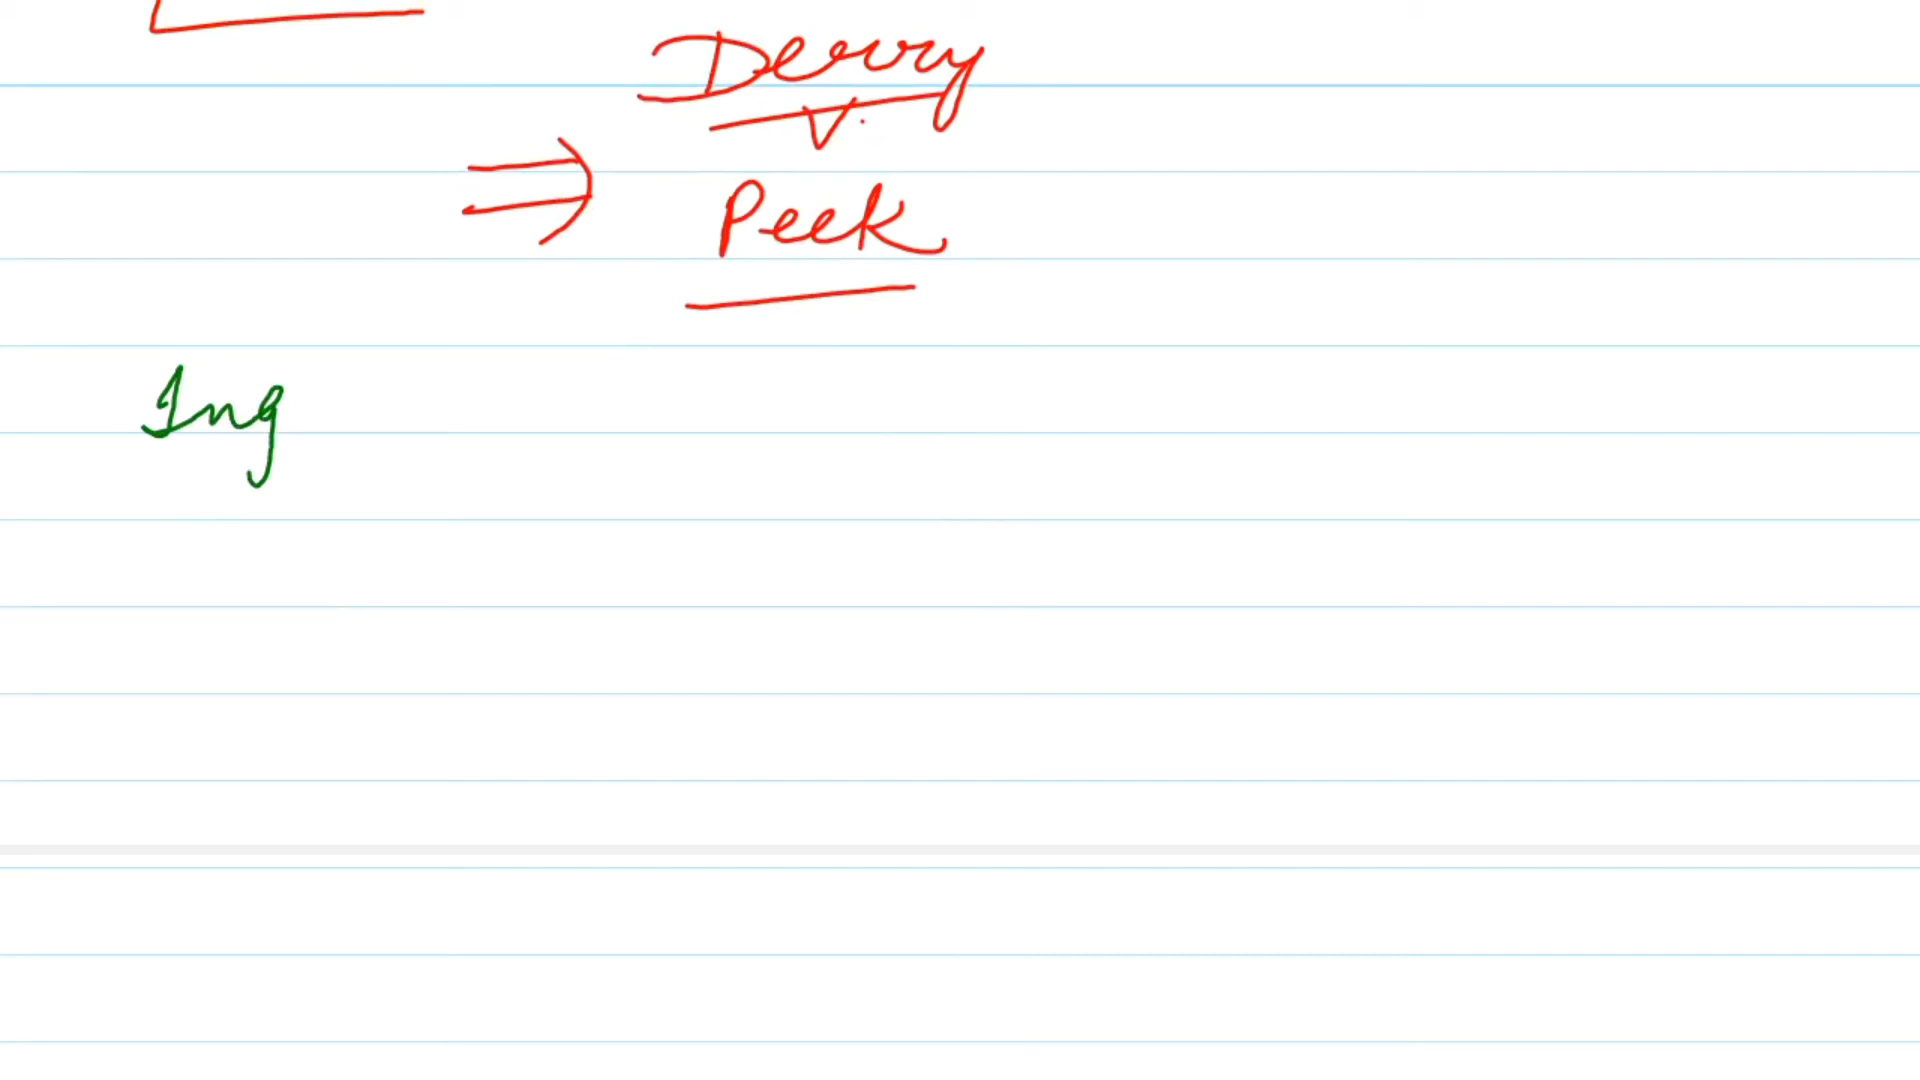 Derry
⇒ Peek
Ing